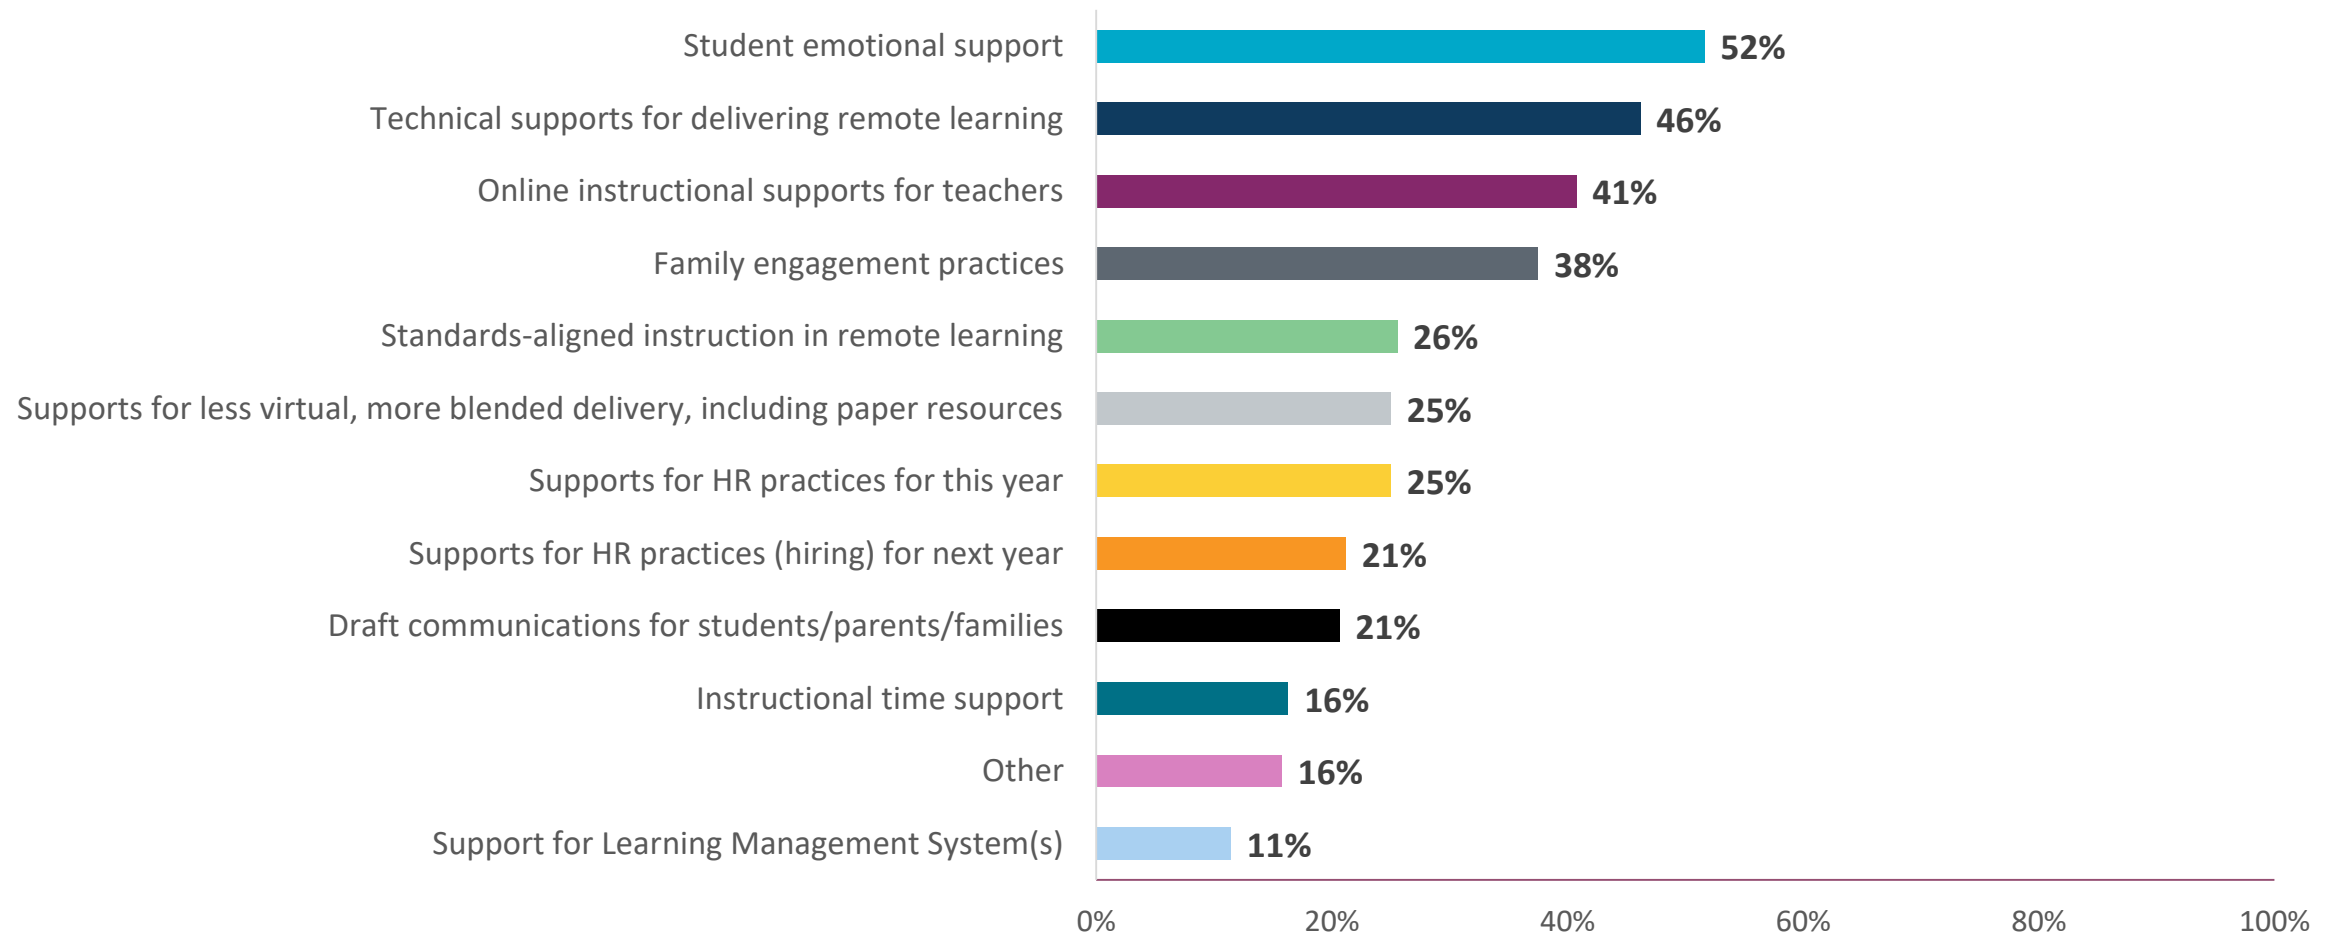 Student emotional support 52%
Technical supports for delivering remote learning 46%
Online instructional supports for teachers 41%
Family engagement practices 38%
Standards-aligned instruction in remote learning 26%
Supports for less virtual, more blended delivery, including paper resources 25%
Supports for HR practices for this year 25%
Supports for HR practices (hiring) for next year 21%
Draft communications for students/parents/families 21%
Instructional time support 16%
Other 16%
Support for Learning Management System(s) 11%
0% 20% 40% 60% 80% 100%